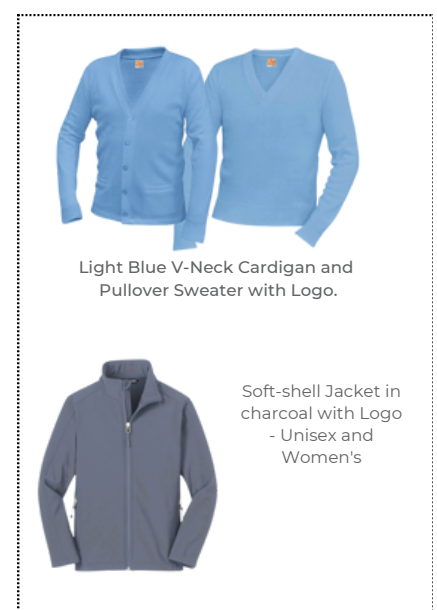 Light Blue V-Neck Cardigan and
Pullover Sweater with Logo.
Soft-shell Jacket in
charcoal with Logo
- Unisex and
Women's